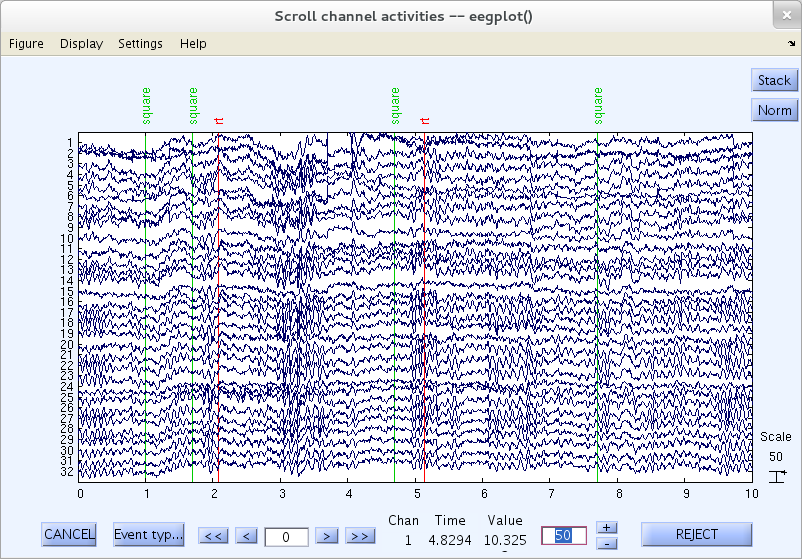 Scroll channel activities -- eegplot()
Figure Display Settings Help
Stack
Norm
square
square
rt
square
rt
square
1
2
3
4
5
6
7
8
9
10
11
12
13
14
15
16
17
18
19
20
21
22
23
24
25
26
27
28
29
30
31
32
0 1 2 3 4 5 6 7 8 9 10
Scale
50
CANCEL Event typ... << < 0 > >>
Chan Time Value
1 4.8294 10.325
50
+
-
REJECT